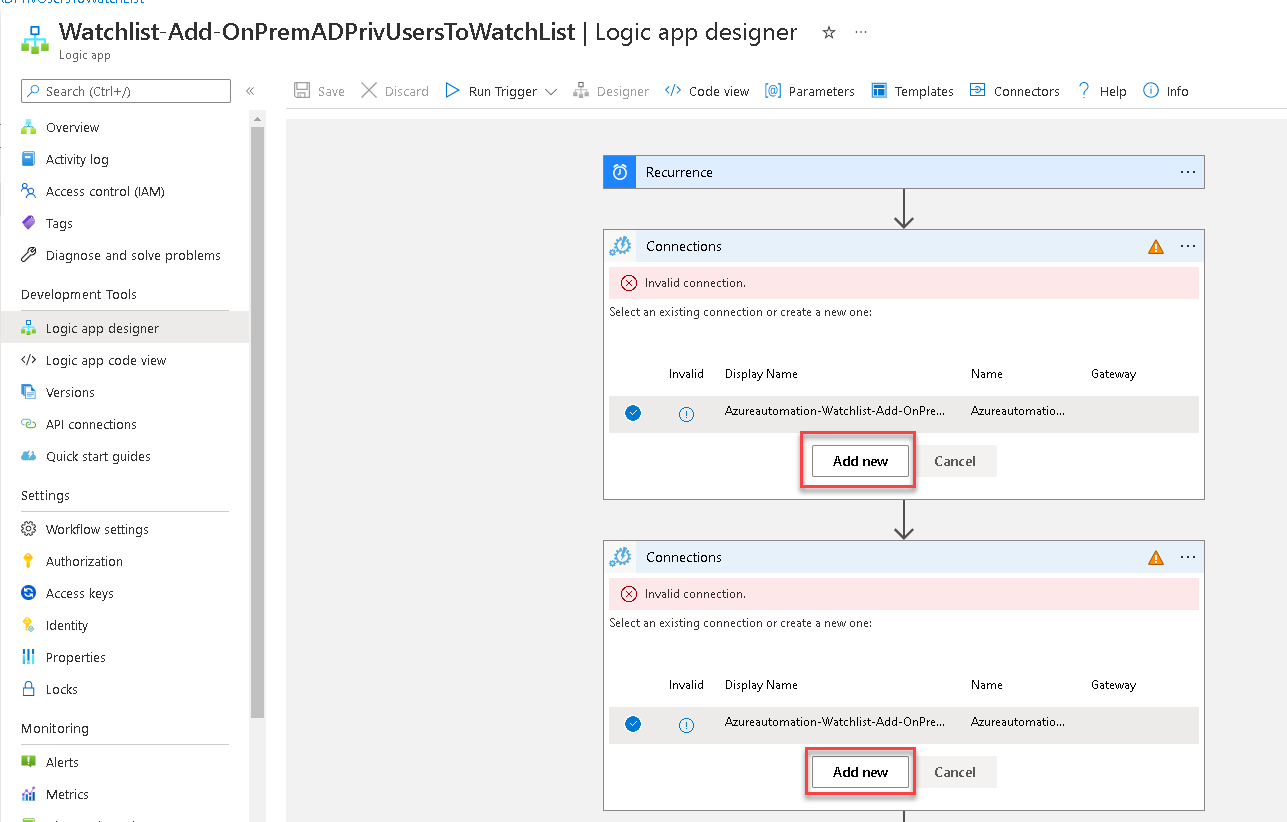 Watchlist-Add-OnPremADPrivUsersToWatchList | Logic app designer
Logic app
Search (Ctrl+/)
Save Discard Run Trigger Designer Code view Parameters Templates Connectors Help Info
Overview
Activity log
Access control (IAM)
Tags
Diagnose and solve problems
Development Tools
Logic app designer
Logic app code view
Versions
API connections
Quick start guides
Settings
Workflow settings
Authorization
Access keys
Identity
Properties
Locks
Monitoring
Alerts
Metrics
Recurrence
Connections
Invalid connection.
Select an existing connection or create a new one:
Invalid Display Name Name Gateway
Azureautomation-Watchlist-Add-OnPre... Azureautomatio...
Add new Cancel
Connections
Invalid connection.
Select an existing connection or create a new one:
Invalid Display Name Name Gateway
Azureautomation-Watchlist-Add-OnPre... Azureautomatio...
Add new Cancel